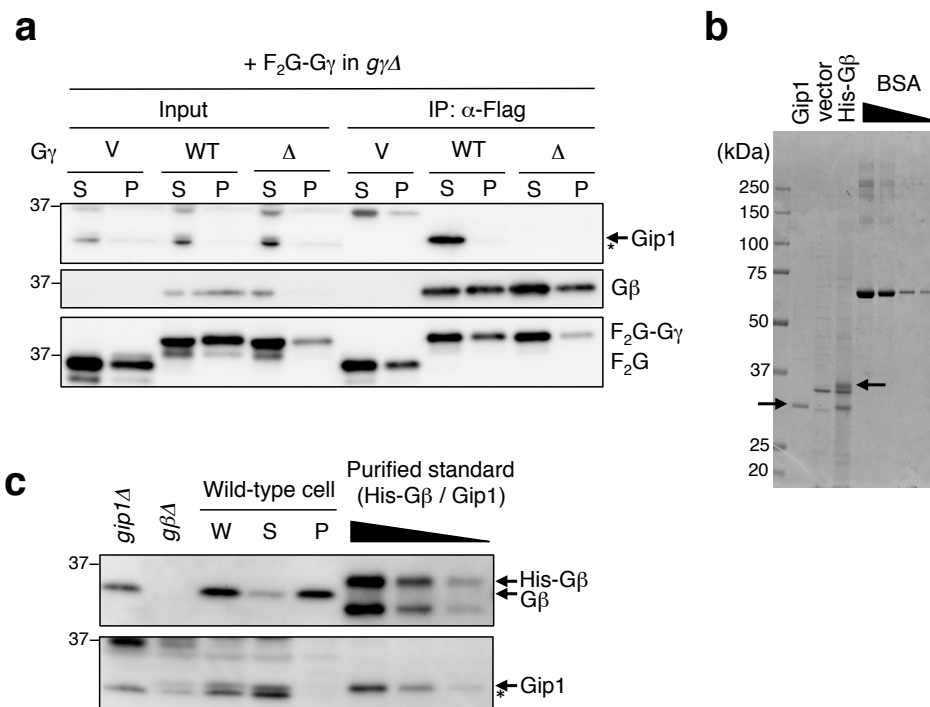 a
+ F₂G-Gγ in gγΔ
Input IP: α-Flag
Gγ V WT Δ V WT Δ
S P S P S P S P S P S P
37
Gip1
*
37
Gβ
F₂G-Gγ
37
F₂G
b
Gip1 vector His-Gβ BSA
(kDa)
250
150
100
75
50
37
25
20
c
gip1Δ gβΔ Wild-type cell Purified standard
(His-Gβ / Gip1)
W S P
37
His-Gβ
Gβ
37
Gip1
*